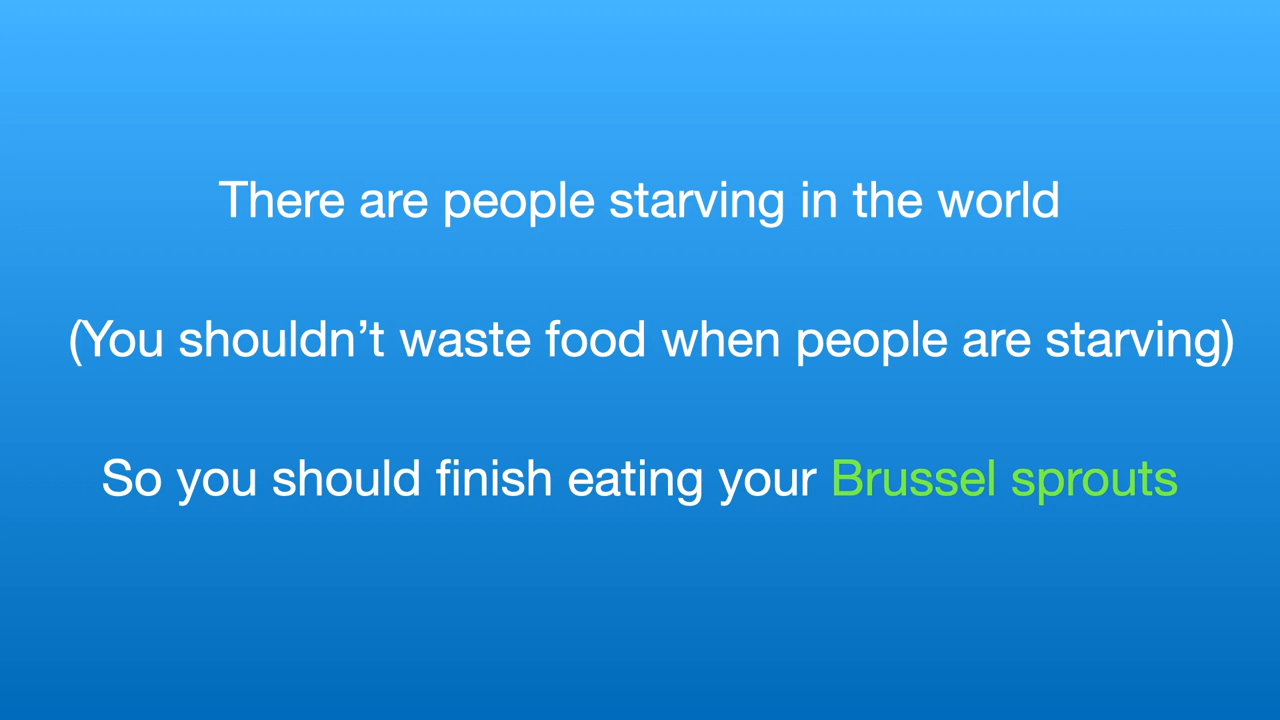 There are people starving in the world
(You shouldn’t waste food when people are starving)
So you should finish eating your Brussel sprouts